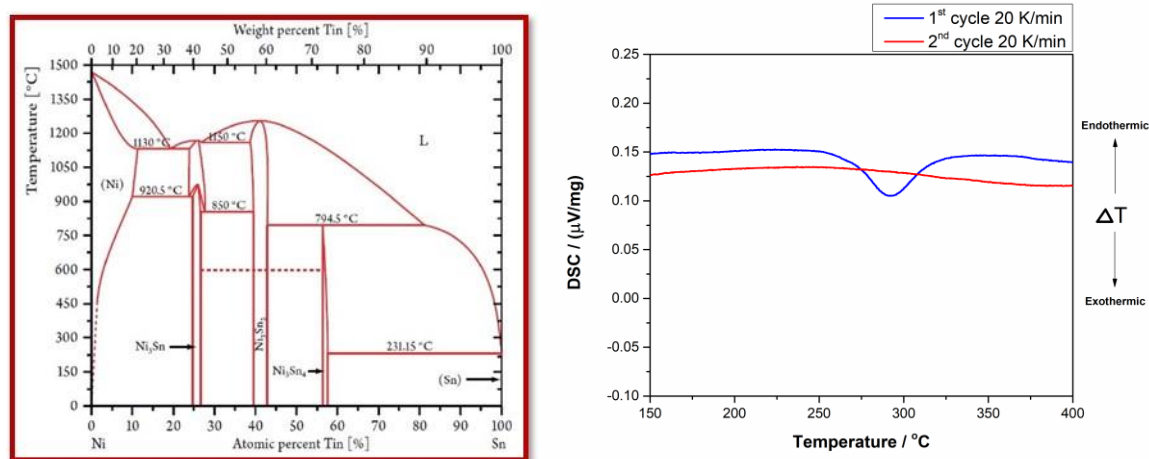 Weight percent Tin [%]
0 10 20 30 40 50 60 70 80 90 100
Temperature [°C]
1500
1350
1200
1050
900
750
600
450
300
150
0
L
1130 °C
1150 °C
(Ni)
920.5 °C
850 °C
794.5 °C
Ni3Sn
Ni3Sn2
Ni3Sn4
231.15 °C
(Sn)
0 10 20 30 40 50 60 70 80 90 100
Ni Atomic percent Tin [%] Sn
1st cycle 20 K/min
2nd cycle 20 K/min
DSC / (µV/mg)
0.25
0.20
0.15
0.10
0.05
0.00
-0.05
-0.10
150 200 250 300 350 400
Temperature / °C
Endothermic
ΔT
Exothermic